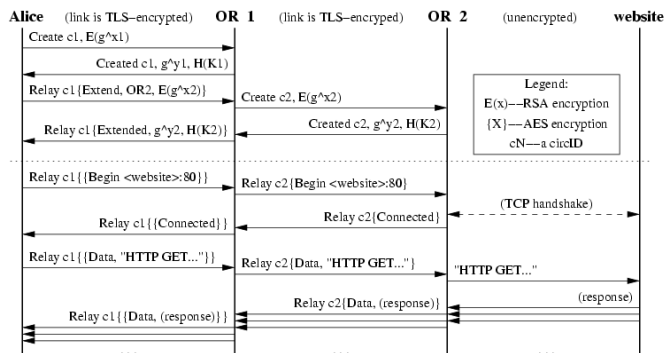 Alice (link is TLS-encrypted) OR 1 (link is TLS-encrypted) OR 2 (unencrypted) website
Create c1, E(g^x1)
Created c1, g^y1, H(K1)
Relay c1{Extend, OR2, E(g^x2)}
Create c2, E(g^x2)
Created c2, g^y2, H(K2)
Relay c1{Extended, g^y2, H(K2)}
Legend:
E(x)—RSA encryption
{X}—AES encryption
cN—a circID
Relay c1{{Begin <website>:80}}
Relay c2{Begin <website>:80}
(TCP handshake)
Relay c2{Connected}
Relay c1{{Connected}}
Relay c1{{Data, "HTTP GET..."}}
Relay c2{Data, "HTTP GET..."}
"HTTP GET..."
(response)
Relay c2{Data, (response)}
Relay c1{{Data, (response)}}
... ... ...